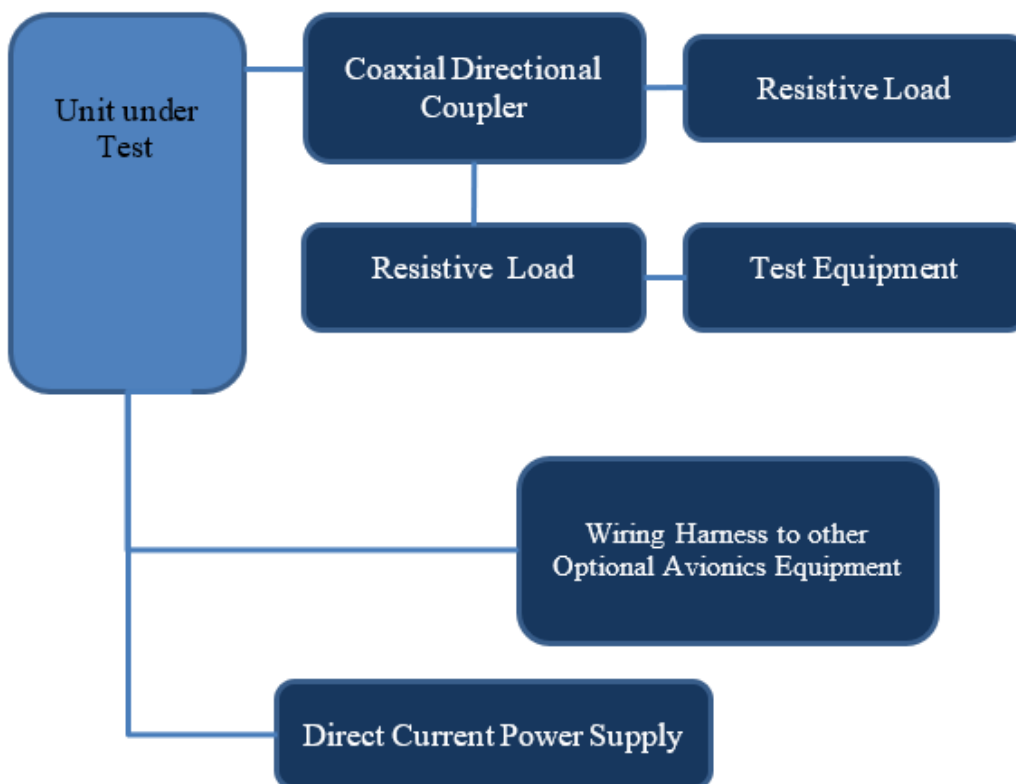 Unit under
Test
Coaxial Directional
Coupler
Resistive Load
Resistive Load
Test Equipment
Wiring Harness to other
Optional Avionics Equipment
Direct Current Power Supply